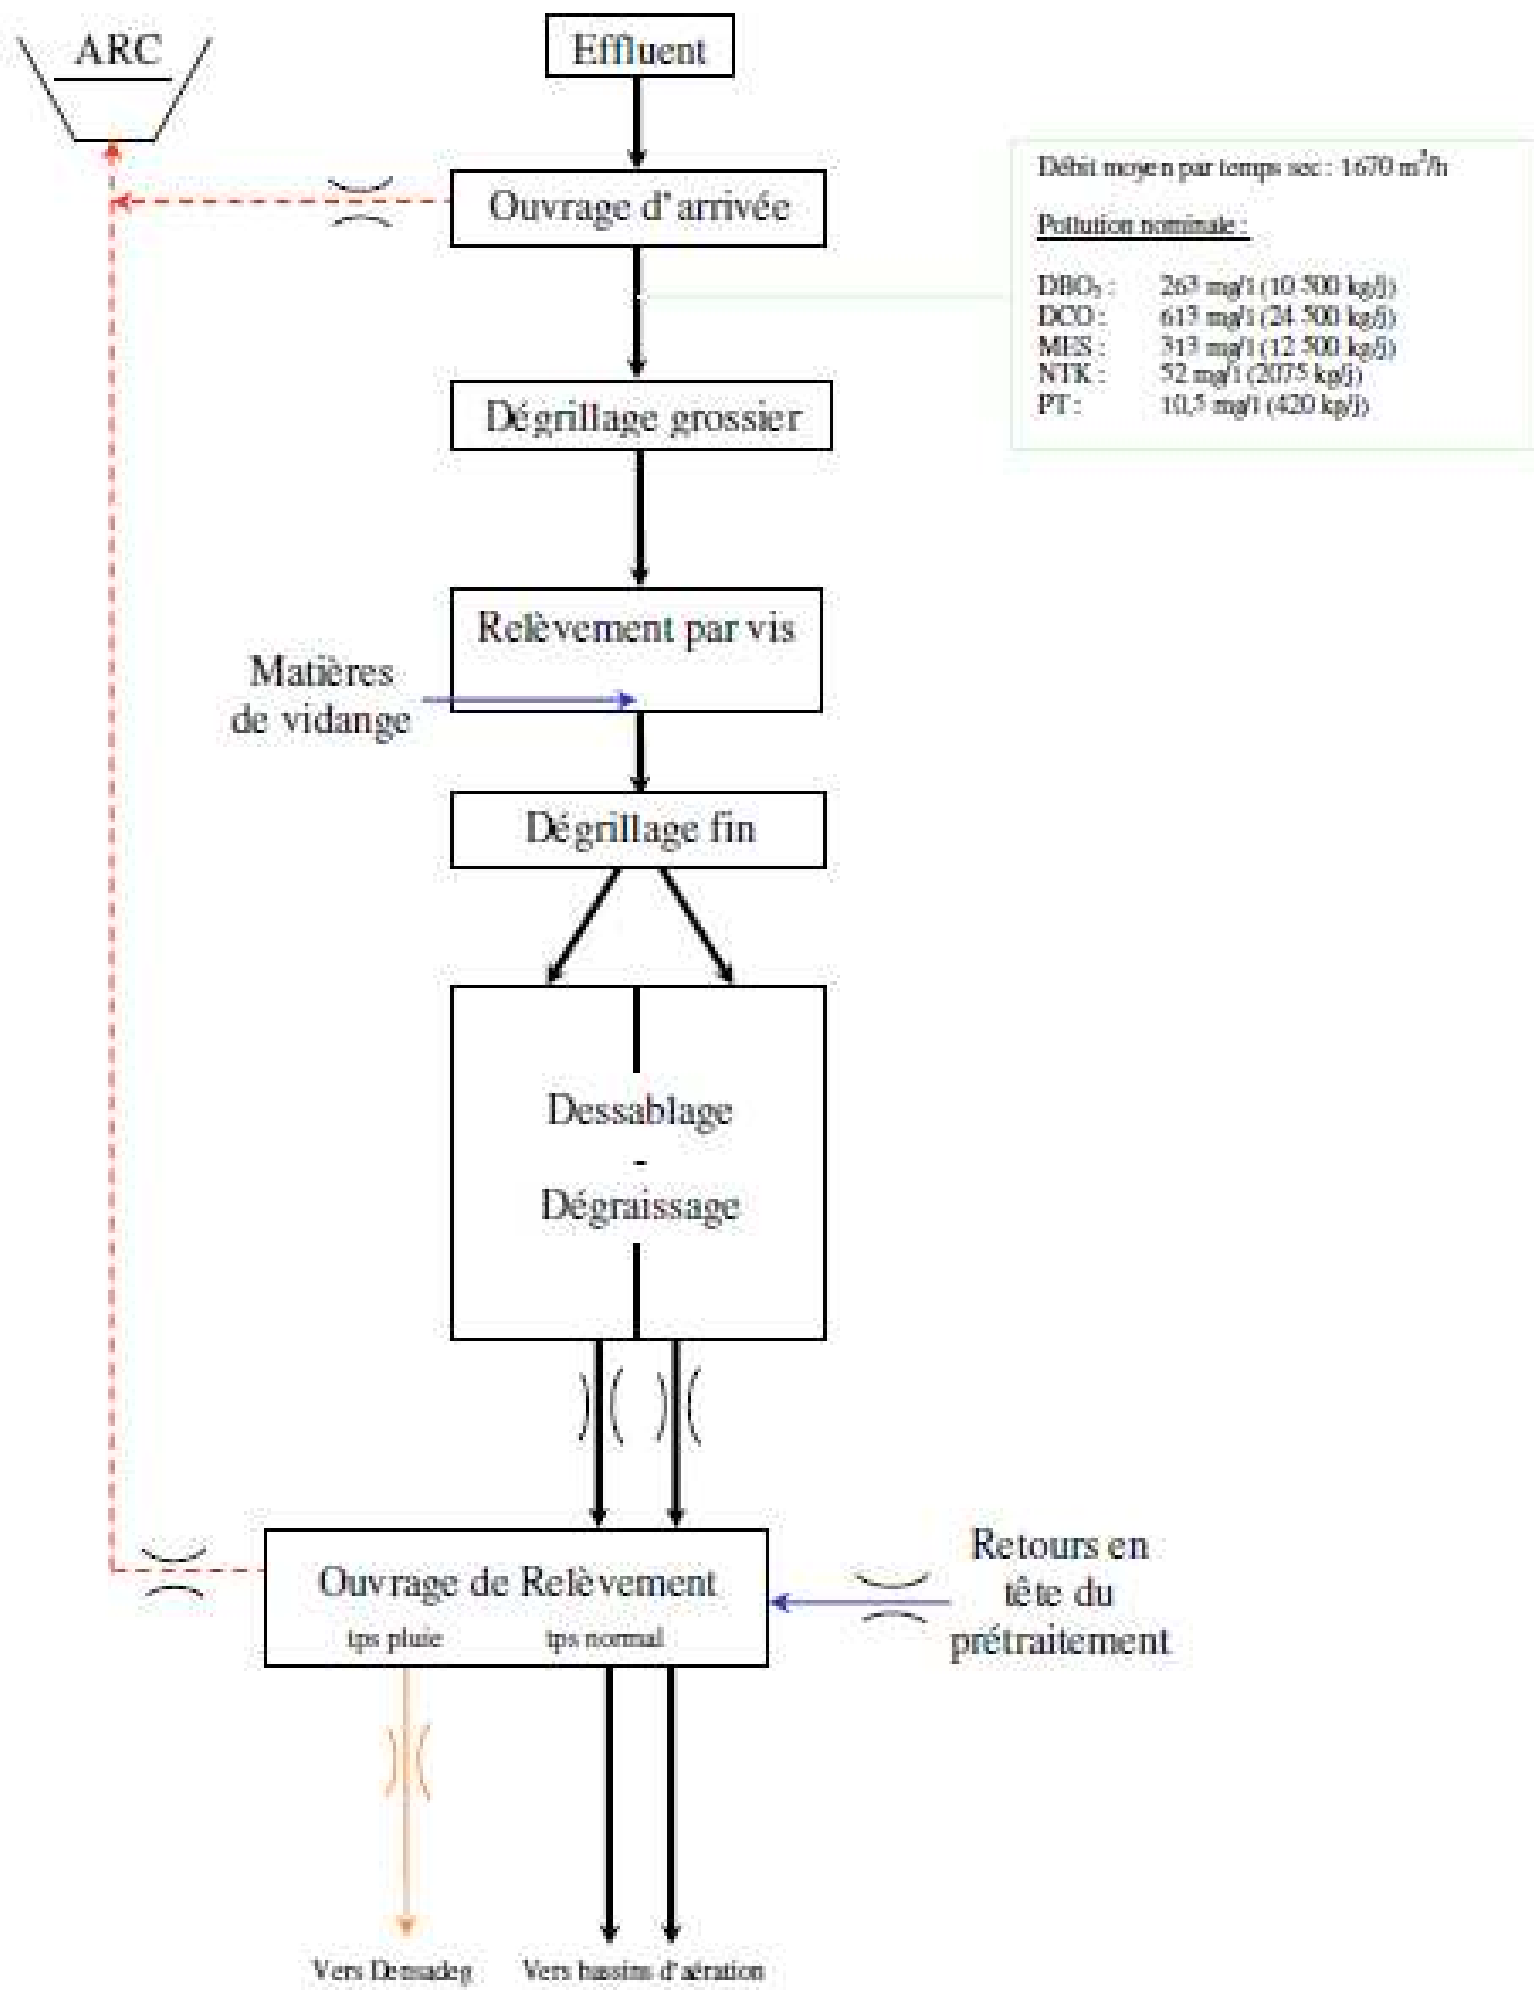 ARC
Effluent
Ouvrage d'arrivée
Débit moyen par temps sec : 1670 m³/h
Pollution nominale :
DBO₅ : 263 mg/l (10 500 kg/j)
DCO : 613 mg/l (24 500 kg/j)
MES : 313 mg/l (12 500 kg/j)
NTK : 52 mg/l (2075 kg/j)
PT : 10,5 mg/l (420 kg/j)
Dégrillage grossier
Relèvement par vis
Matières
de vidange
Dégrillage fin
Dessablage
-
Dégraissage
Ouvrage de Relèvement
tps pluie tps normal
Retours en
tête du
prétraitement
Vers Densadeg
Vers bassins d'aération